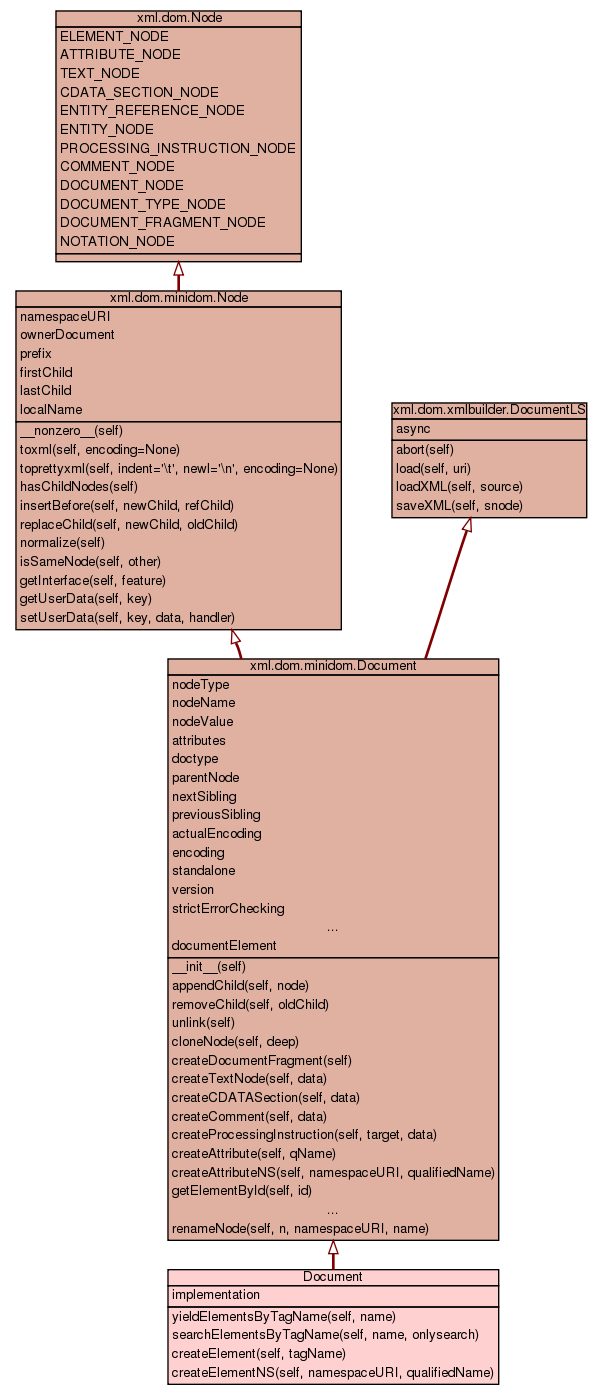 xml.dom.Node
ELEMENT_NODE
ATTRIBUTE_NODE
TEXT_NODE
CDATA_SECTION_NODE
ENTITY_REFERENCE_NODE
ENTITY_NODE
PROCESSING_INSTRUCTION_NODE
COMMENT_NODE
DOCUMENT_NODE
DOCUMENT_TYPE_NODE
DOCUMENT_FRAGMENT_NODE
NOTATION_NODE
xml.dom.minidom.Node
namespaceURI
ownerDocument
prefix
firstChild
lastChild
localName
__nonzero__(self)
toxml(self, encoding=None)
toprettyxml(self, indent='\t', newl='\n', encoding=None)
hasChildNodes(self)
insertBefore(self, newChild, refChild)
replaceChild(self, newChild, oldChild)
normalize(self)
isSameNode(self, other)
getInterface(self, feature)
getUserData(self, key)
setUserData(self, key, data, handler)
xml.dom.xmlbuilder.DocumentLS
async
abort(self)
load(self, uri)
loadXML(self, source)
saveXML(self, snode)
xml.dom.minidom.Document
nodeType
nodeName
nodeValue
attributes
doctype
parentNode
nextSibling
previousSibling
actualEncoding
encoding
standalone
version
strictErrorChecking
...
documentElement
__init__(self)
appendChild(self, node)
removeChild(self, oldChild)
unlink(self)
cloneNode(self, deep)
createDocumentFragment(self)
createTextNode(self, data)
createCDATASection(self, data)
createComment(self, data)
createProcessingInstruction(self, target, data)
createAttribute(self, qName)
createAttributeNS(self, namespaceURI, qualifiedName)
getElementById(self, id)
...
renameNode(self, n, namespaceURI, name)
Document
implementation
yieldElementsByTagName(self, name)
searchElementsByTagName(self, name, onlysearch)
createElement(self, tagName)
createElementNS(self, namespaceURI, qualifiedName)